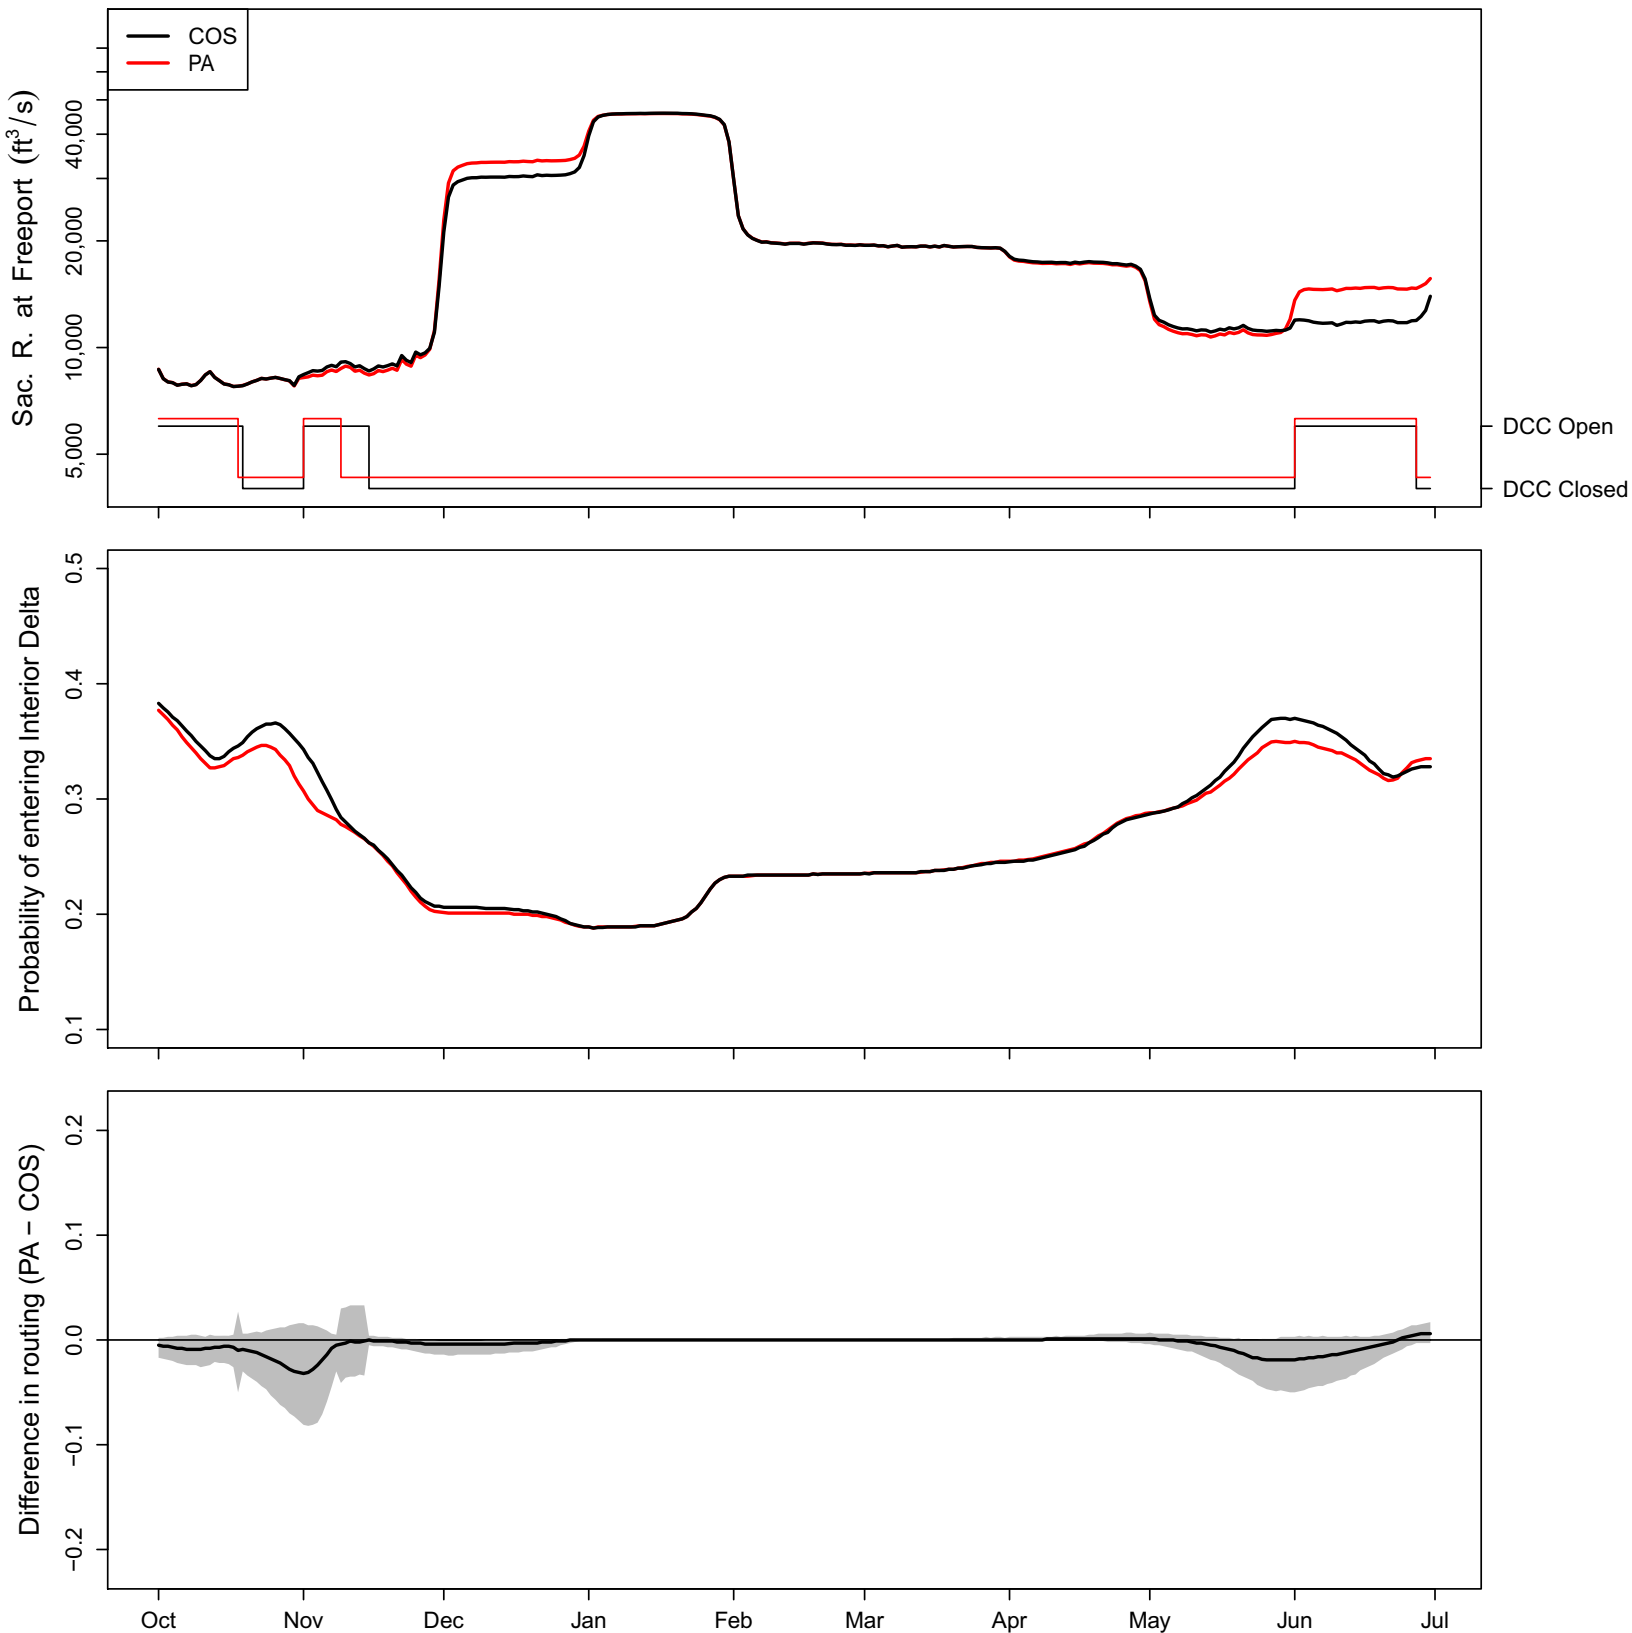 COS
PA
Sac. R. at Freeport (ft³/s)
40,000
20,000
10,000
5,000
DCC Open
DCC Closed
Probability of entering Interior Delta
0.5
0.4
0.3
0.2
0.1
Difference in routing (PA − COS)
0.2
0.1
0.0
−0.1
−0.2
Oct Nov Dec Jan Feb Mar Apr May Jun Jul